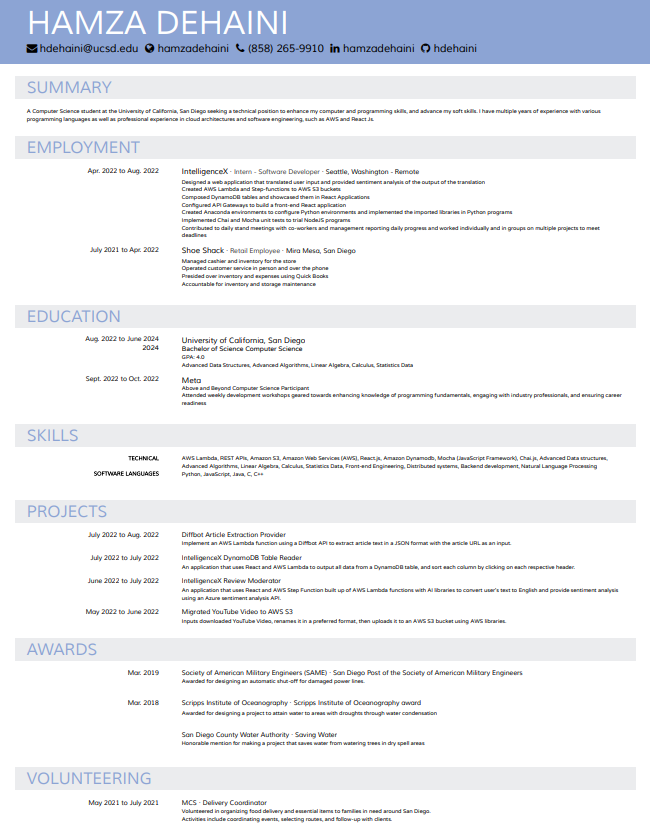 HAMZA DEHAINI
hdehaini@ucsd.edu hamzadehaini (858) 265-9910 hamzadehaini hdehaini
SUMMARY
A Computer Science student at the University of California, San Diego seeking a technical position to enhance my computer and programming skills, and advance my soft skills. I have multiple years of experience with various
programming languages as well as professional experience in cloud architectures and software engineering, such as AWS and React Js.
EMPLOYMENT
Apr. 2022 to Aug. 2022
IntelligenceX · Intern - Software Developer · Seattle, Washington - Remote
Designed a web application that translated user input and provided sentiment analysis of the output of the translation
Created AWS Lambda and Step-functions to AWS S3 buckets
Composed DynamoDB tables and showcased them in React Applications
Configured API Gateways to build a front-end React application
Created Anaconda environments to configure Python environments and implemented the imported libraries in Python programs
Implemented Chai and Mocha unit tests to trial NodeJS programs
Contributed to daily stand meetings with co-workers and management reporting daily progress and worked individually and in groups on multiple projects to meet
deadlines
July 2021 to Apr. 2022
Shoe Shack · Retail Employee · Mira Mesa, San Diego
Managed cashier and inventory for the store
Operated customer service in person and over the phone
Presided over inventory and expenses using Quick Books
Accountable for inventory and storage maintenance
EDUCATION
Aug. 2022 to June 2024
2024
University of California, San Diego
Bachelor of Science Computer Science
GPA: 4.0
Advanced Data Structures, Advanced Algorithms, Linear Algebra, Calculus, Statistics Data
Sept. 2022 to Oct. 2022
Meta
Above and Beyond Computer Science Participant
Attended weekly development workshops geared towards enhancing knowledge of programming fundamentals, engaging with industry professionals, and ensuring career
readiness
SKILLS
TECHNICAL
AWS Lambda, REST APIs, Amazon S3, Amazon Web Services (AWS), React.js, Amazon Dynamodb, Mocha (JavaScript Framework), Chai.js, Advanced Data structures,
Advanced Algorithms, Linear Algebra, Calculus, Statistics Data, Front-end Engineering, Distributed systems, Backend development, Natural Language Processing
SOFTWARE LANGUAGES
Python, JavaScript, Java, C, C++
PROJECTS
July 2022 to Aug. 2022
Diffbot Article Extraction Provider
Implement an AWS Lambda function using a Diffbot API to extract article text in a JSON format with the article URL as an input.
July 2022 to July 2022
IntelligenceX DynamoDB Table Reader
An application that uses React and AWS Lambda to output all data from a DynamoDB table, and sort each column by clicking on each respective header.
June 2022 to July 2022
IntelligenceX Review Moderator
An application that uses React and AWS Step Function built up of AWS Lambda functions with AI libraries to convert user's text to English and provide sentiment analysis
using an Azure sentiment analysis API.
May 2022 to June 2022
Migrated YouTube Video to AWS S3
Inputs downloaded YouTube Video, renames it in a preferred format, then uploads it to an AWS S3 bucket using AWS libraries.
AWARDS
Mar. 2019
Society of American Military Engineers (SAME) · San Diego Post of the Society of American Military Engineers
Awarded for designing an automatic shut-off for damaged power lines.
Mar. 2018
Scripps Institute of Oceanography · Scripps Institute of Oceanography award
Awarded for designing a project to attain water to areas with droughts through water condensation
San Diego County Water Authority · Saving Water
Honorable mention for making a project that saves water from watering trees in dry spell areas
VOLUNTEERING
May 2021 to July 2021
MCS · Delivery Coordinator
Volunteered in organizing food delivery and essential items to families in need around San Diego.
Activities include coordinating events, selecting routes, and follow-up with clients.